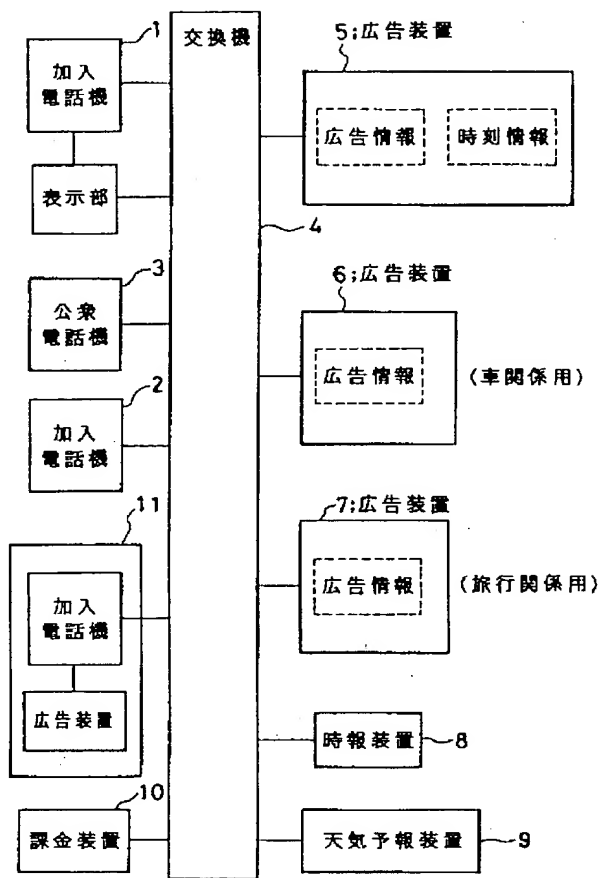 1
加入
電話機
表示部
3
公衆
電話機
2
加入
電話機
11
加入
電話機
広告装置
10
課金装置
交換機
4
5;広告装置
広告情報
時刻情報
6;広告装置
広告情報
(車関係用)
7;広告装置
広告情報
(旅行関係用)
時報装置
8
天気予報装置
9